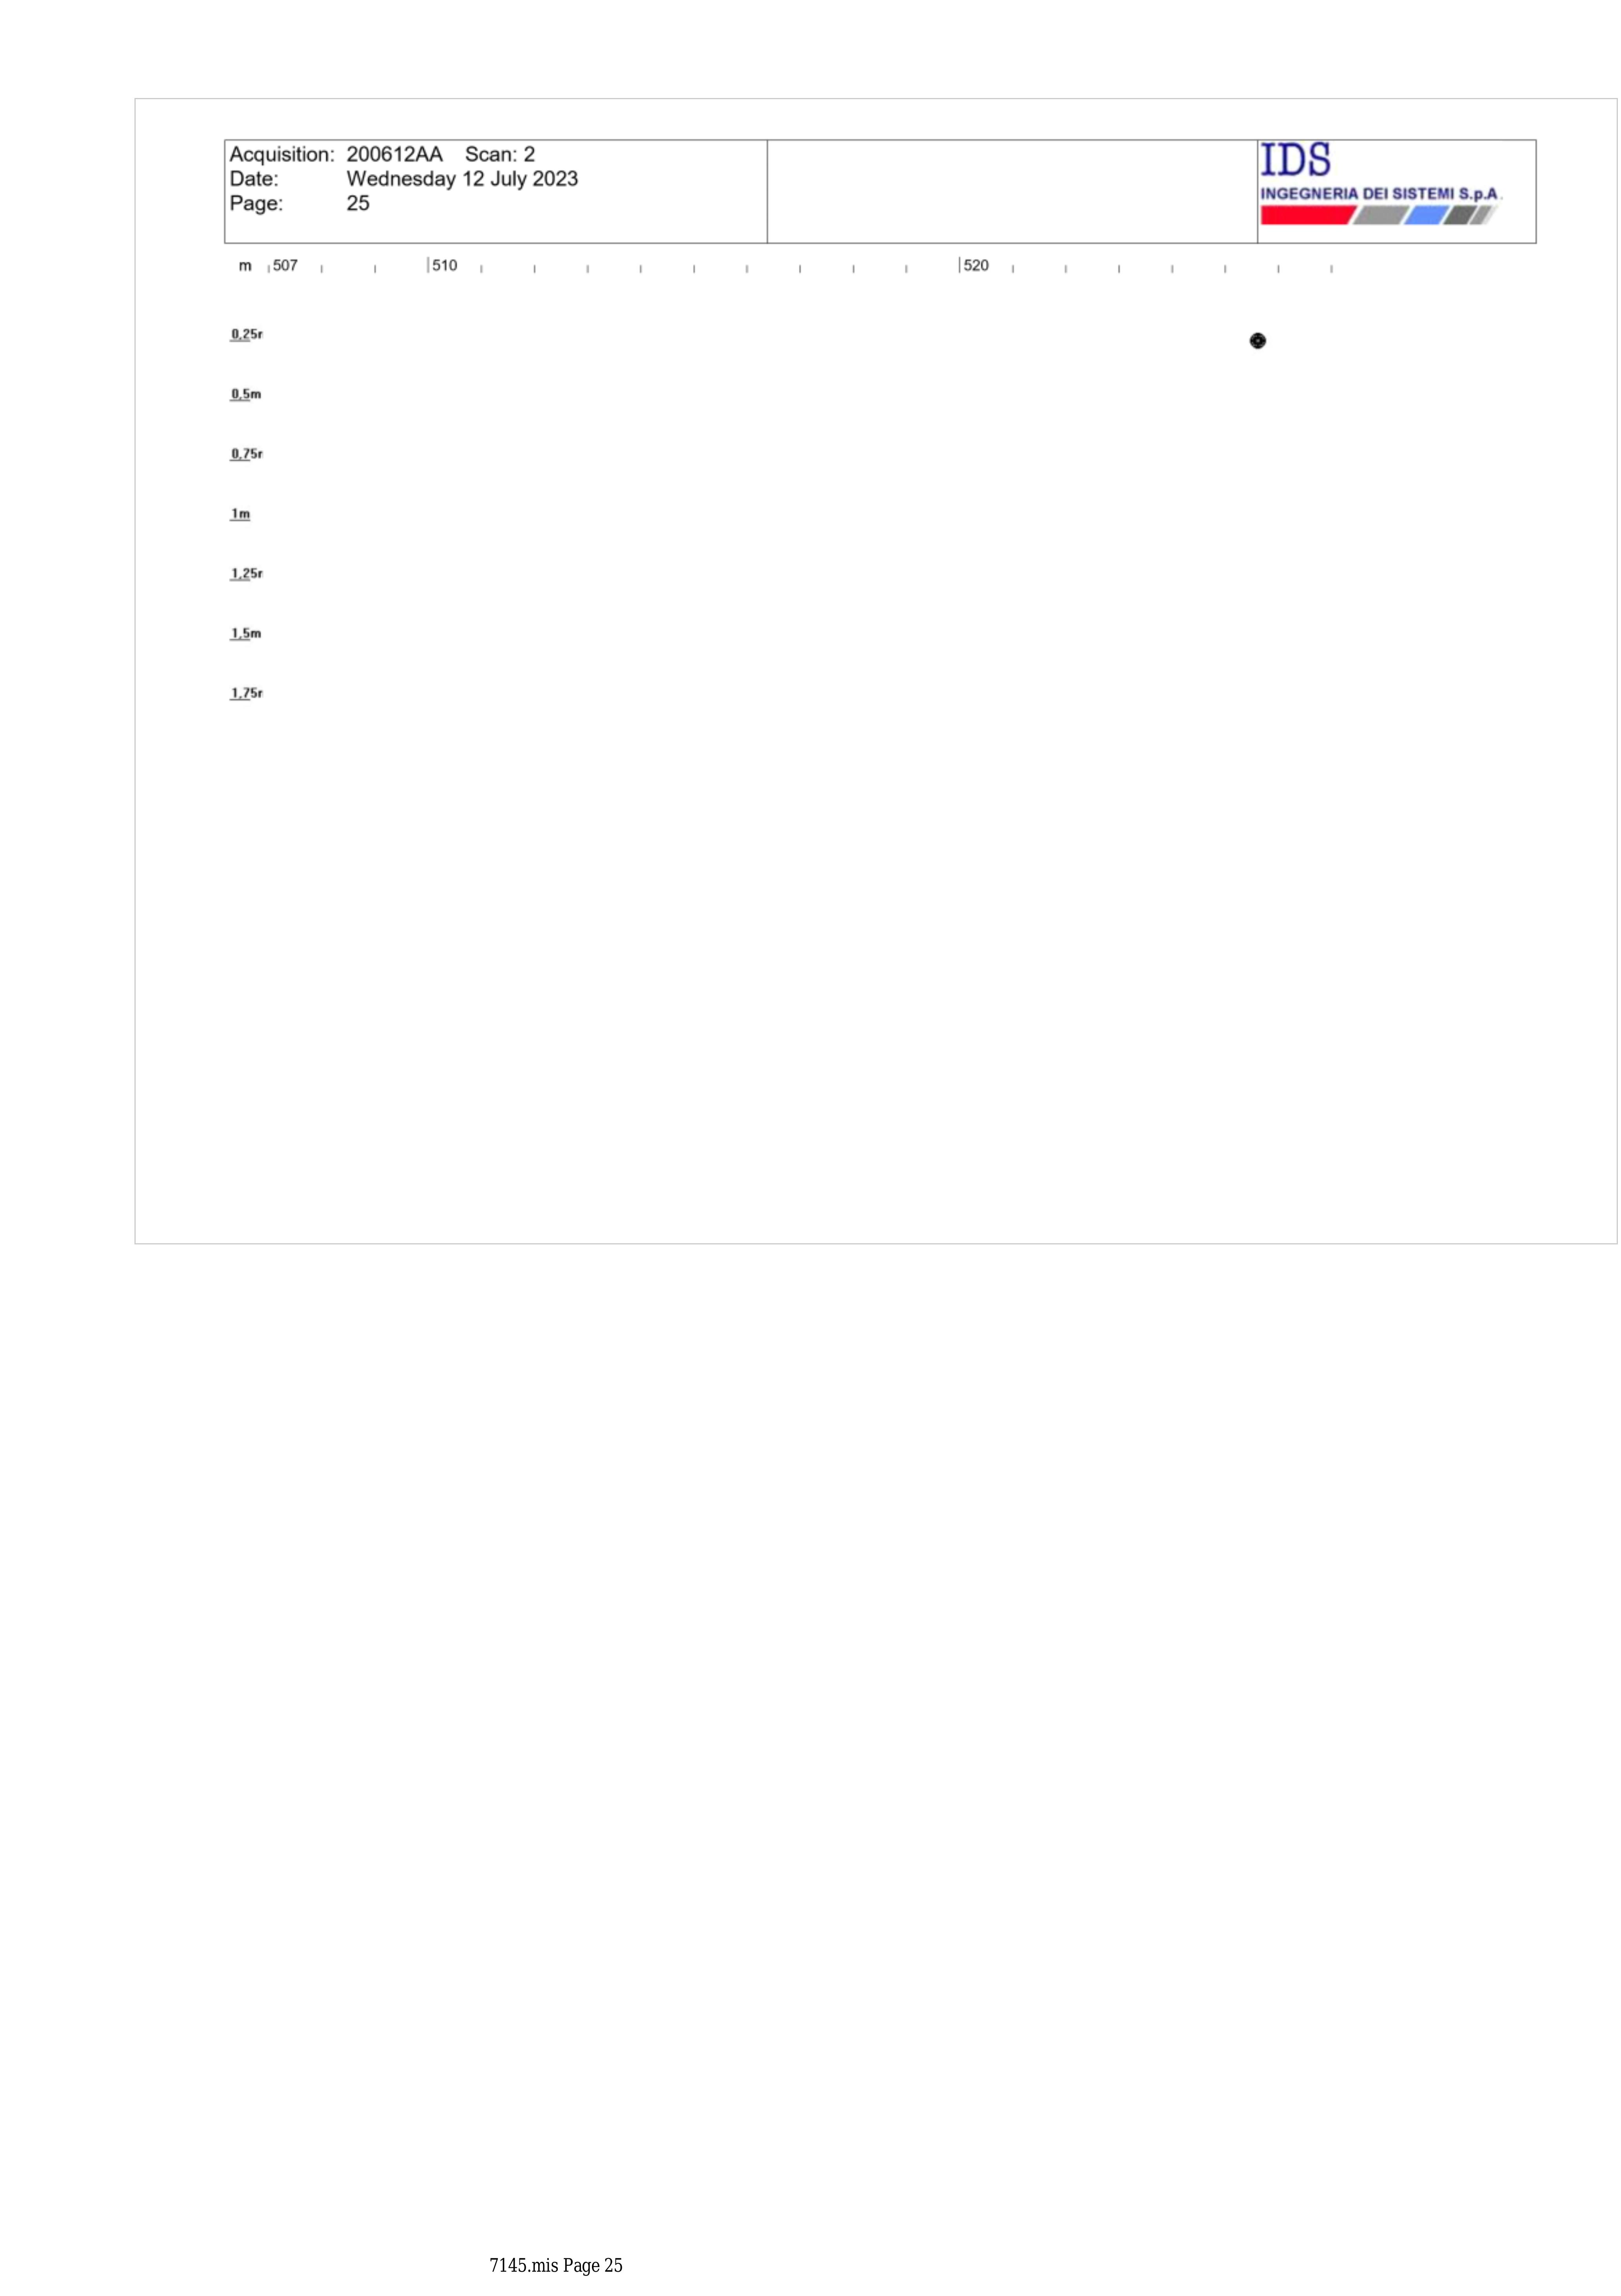 Acquisition: 200612AA Scan: 2
Date: Wednesday 12 July 2023
Page: 25
IDS
INGEGNERIA DEI SISTEMI S.p.A.
m 507 510 520
0,25r
0,5m
0,75r
1m
1,25r
1,5m
1,75r
7145.mis Page 25